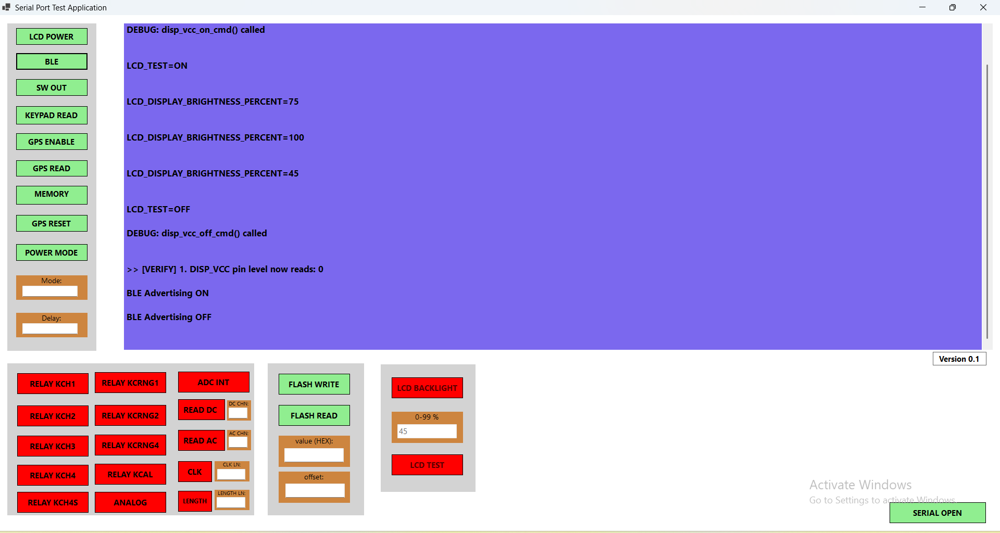 Serial Port Test Application
LCD POWER
BLE
SW OUT
KEYPAD READ
GPS ENABLE
GPS READ
MEMORY
GPS RESET
POWER MODE
Mode:
Delay:
DEBUG: disp_vcc_on_cmd() called
LCD_TEST=ON
LCD_DISPLAY_BRIGHTNESS_PERCENT=75
LCD_DISPLAY_BRIGHTNESS_PERCENT=100
LCD_DISPLAY_BRIGHTNESS_PERCENT=45
LCD_TEST=OFF
DEBUG: disp_vcc_off_cmd() called
>> [VERIFY] 1. DISP_VCC pin level now reads: 0
BLE Advertising ON
BLE Advertising OFF
Version 0.1
RELAY KCH1
RELAY KCH2
RELAY KCH3
RELAY KCH4
RELAY KCH4S
RELAY KCRNG1
RELAY KCRNG2
RELAY KCRNG4
RELAY KCAL
ANALOG
ADC INT
READ DC
DC CHN:
READ AC
AC CHN:
CLK
CLK LN:
LENGTH
LENGTH LN:
FLASH WRITE
FLASH READ
value (HEX):
offset:
LCD BACKLIGHT
0-99 %
45
LCD TEST
Activate Windows
Go to Settings to activate Windows.
SERIAL OPEN